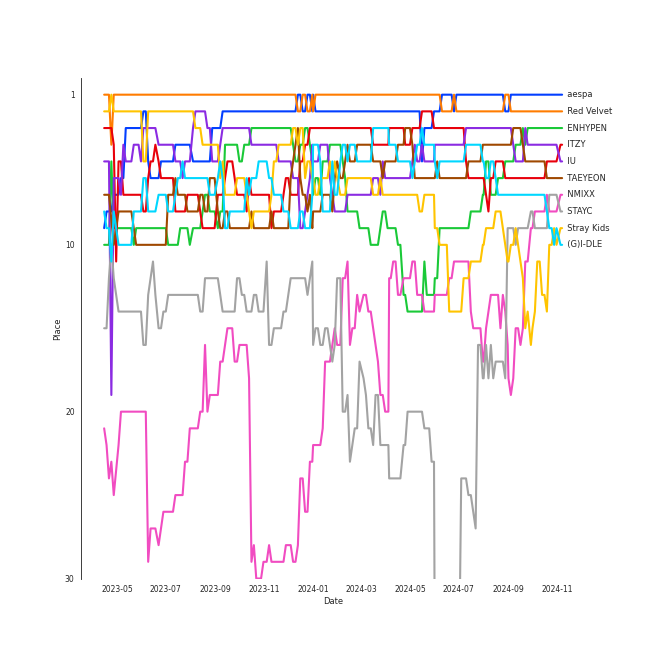 1
10
20
30
Place
2023-05
2023-07
2023-09
2023-11
2024-01
2024-03
2024-05
2024-07
2024-09
2024-11
Date
aespa
Red Velvet
ENHYPEN
ITZY
IU
TAEYEON
NMIXX
STAYC
Stray Kids
(G)I-DLE